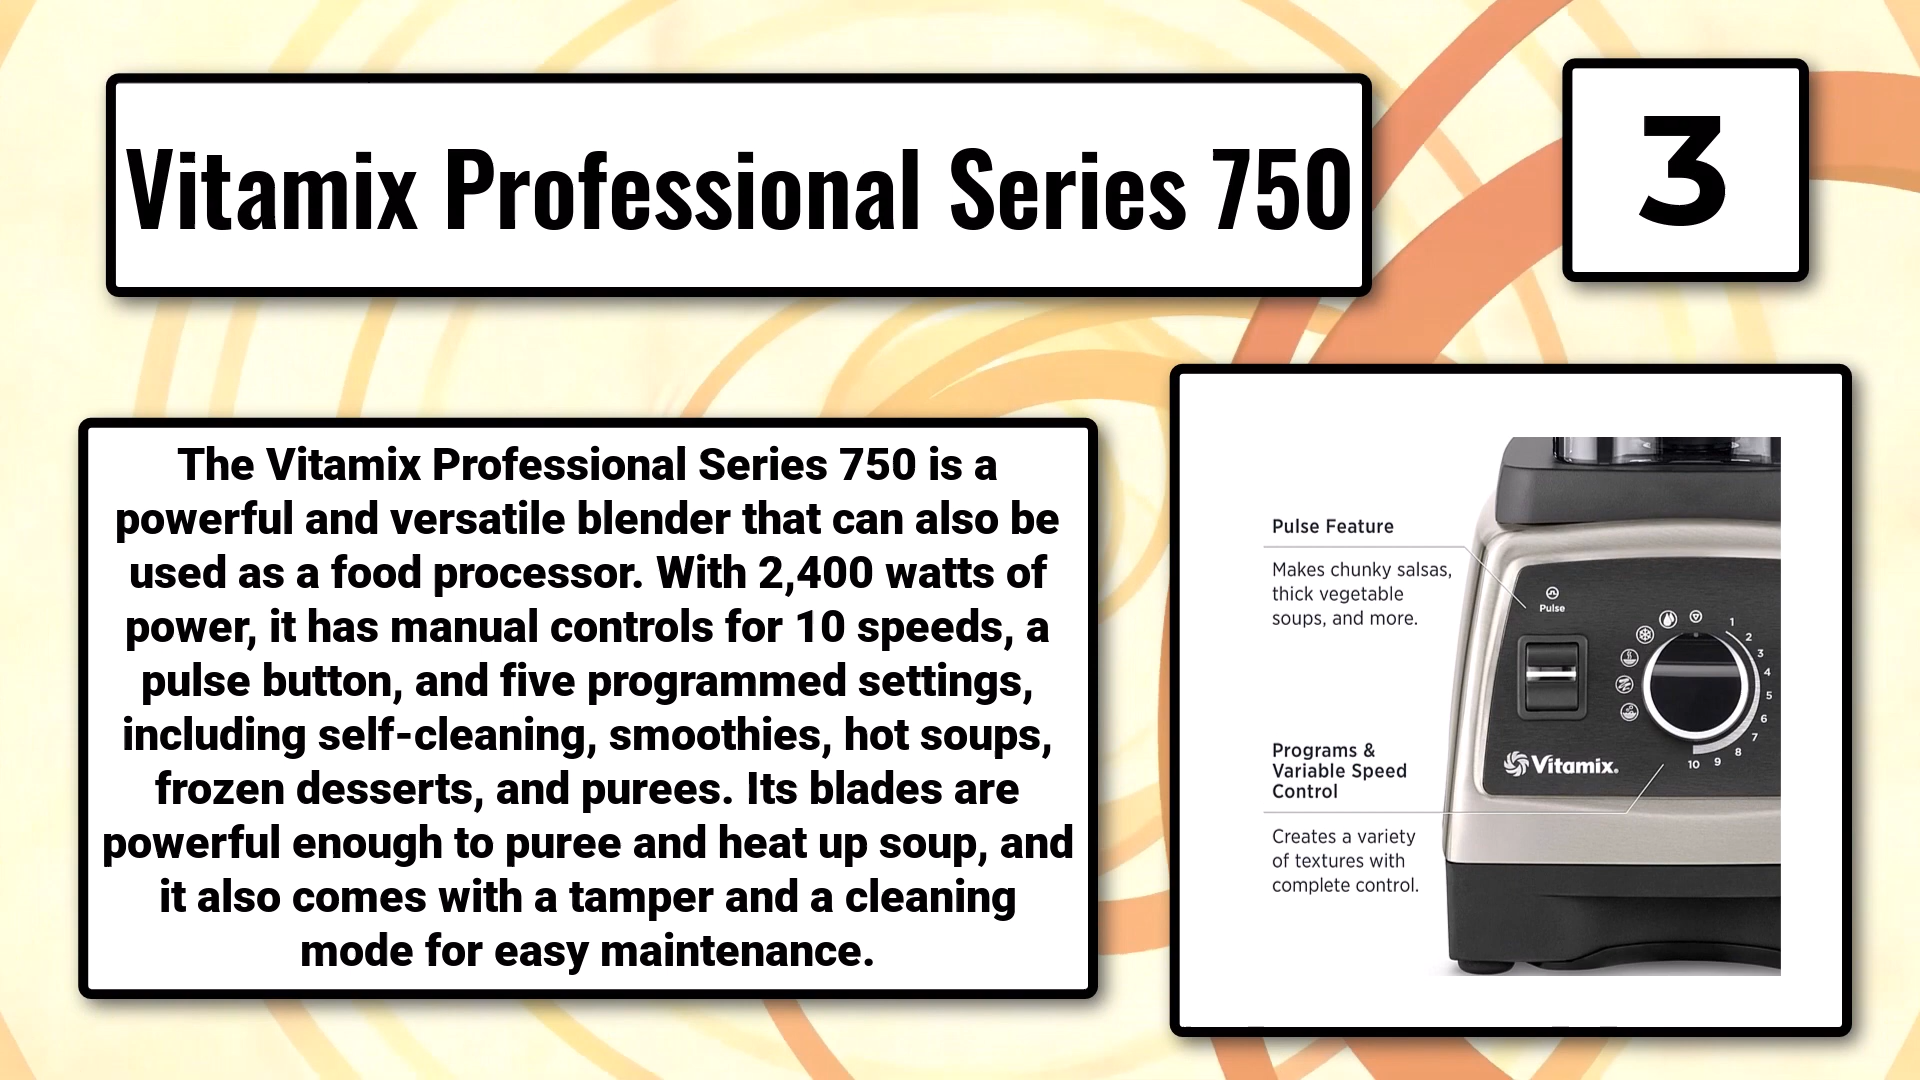 Vitamix Professional Series 750
3
The Vitamix Professional Series 750 is a
powerful and versatile blender that can also be
used as a food processor. With 2,400 watts of
power, it has manual controls for 10 speeds, a
pulse button, and five programmed settings,
including self-cleaning, smoothies, hot soups,
frozen desserts, and purees. Its blades are
powerful enough to puree and heat up soup, and
it also comes with a tamper and a cleaning
mode for easy maintenance.
Pulse Feature
Makes chunky salsas,
thick vegetable
soups, and more.
Programs &
Variable Speed
Control
Creates a variety
of textures with
complete control.
Pulse
1
2
3
4
5
6
7
8
9
10
Vitamix.